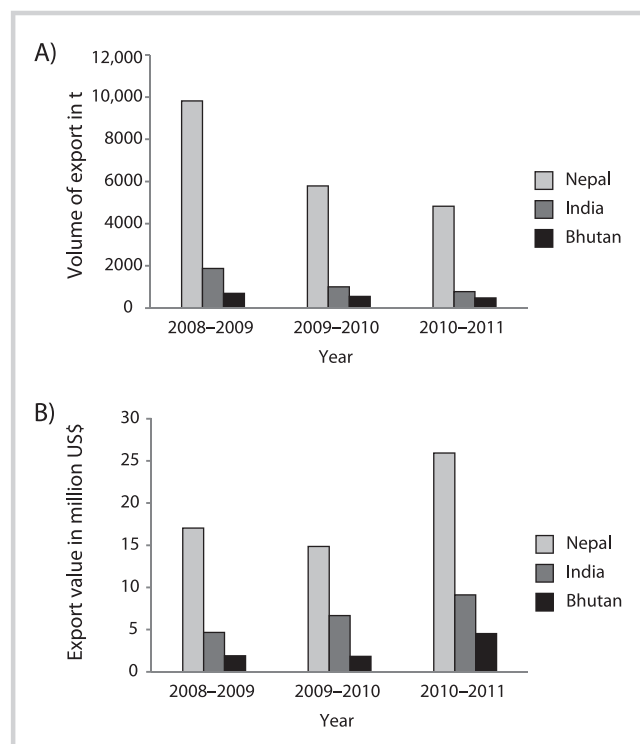 A)
Volume of export in t
12,000
10,000
8000
6000
4000
2000
0
2008–2009
2009–2010
2010–2011
Year
Nepal
India
Bhutan
B)
Export value in million US$
30
25
20
15
10
5
0
2008–2009
2009–2010
2010–2011
Year
Nepal
India
Bhutan